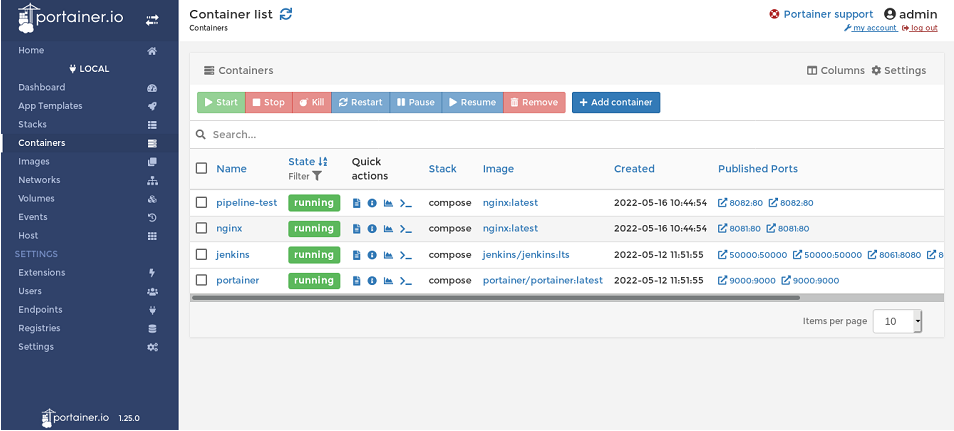 portainer.io
Home
LOCAL
Dashboard
App Templates
Stacks
Containers
Images
Networks
Volumes
Events
Host
SETTINGS
Extensions
Users
Endpoints
Registries
Settings
portainer.io 1.25.0
Container list
Containers
Portainer support admin
my account log out
Containers Columns Settings
Start Stop Kill Restart Pause Resume Remove Add container
Search...
Name State Filter Quick actions Stack Image Created Published Ports
pipeline-test running compose nginx:latest 2022-05-16 10:44:54 8082:80 8082:80
nginx running compose nginx:latest 2022-05-16 10:44:54 8081:80 8081:80
jenkins running compose jenkins/jenkins:lts 2022-05-12 11:51:55 50000:50000 50000:50000 8061:8080 8
portainer running compose portainer/portainer:latest 2022-05-12 11:51:55 9000:9000 9000:9000
Items per page 10